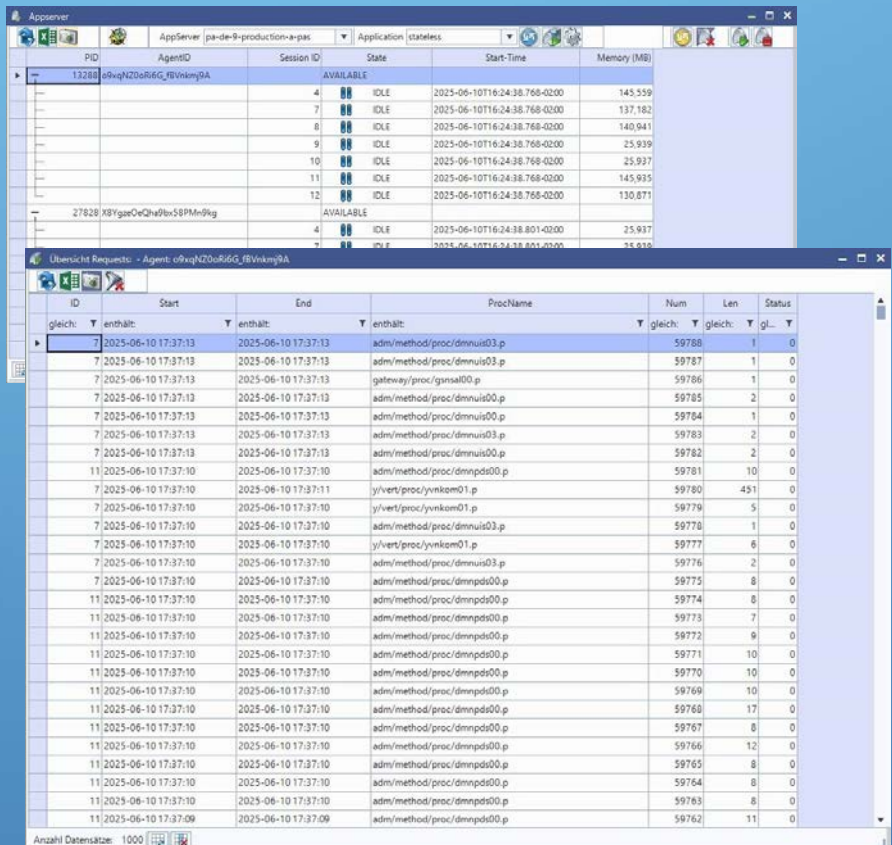 Appserver
AppServer pa-de-9-production-a-pas Application stateless
PID AgentID Session ID State Start-Time Memory (MB)
13288 o9xqNZ0oRi6G_fBVnkmj9A AVAILABLE
4 IDLE 2025-06-10T16:24:38.768-02:00 145,559
7 IDLE 2025-06-10T16:24:38.768-02:00 137,182
8 IDLE 2025-06-10T16:24:38.768-02:00 140,941
9 IDLE 2025-06-10T16:24:38.768-02:00 25,939
10 IDLE 2025-06-10T16:24:38.768-02:00 25,937
11 IDLE 2025-06-10T16:24:38.768-02:00 145,935
12 IDLE 2025-06-10T16:24:38.768-02:00 130,871
27828 X8YgzeOeQha9bx58PMn9kg AVAILABLE
4 IDLE 2025-06-10T16:24:38.801-02:00 25,937
7 IDLE 2025-06-10T16:24:38.801-02:00 25,939
Übersicht Requests: - Agent: o9xqNZ0oRi6G_fBVnkmj9A
ID Start End ProcName Num Len Status
gleich: enthält: enthält: enthält: gleich: gleich: gl...
7 2025-06-10 17:37:13 2025-06-10 17:37:13 adm/method/proc/dmnuis03.p 59788 1 0
7 2025-06-10 17:37:13 2025-06-10 17:37:13 adm/method/proc/dmnuis03.p 59787 1 0
7 2025-06-10 17:37:13 2025-06-10 17:37:13 gateway/proc/gsnsal00.p 59786 1 0
7 2025-06-10 17:37:13 2025-06-10 17:37:13 adm/method/proc/dmnuis00.p 59785 2 0
7 2025-06-10 17:37:13 2025-06-10 17:37:13 adm/method/proc/dmnuis00.p 59784 1 0
7 2025-06-10 17:37:13 2025-06-10 17:37:13 adm/method/proc/dmnuis03.p 59783 2 0
7 2025-06-10 17:37:13 2025-06-10 17:37:13 adm/method/proc/dmnuis00.p 59782 2 0
11 2025-06-10 17:37:10 2025-06-10 17:37:10 adm/method/proc/dmnpds00.p 59781 10 0
7 2025-06-10 17:37:10 2025-06-10 17:37:11 y/vert/proc/yvnkom01.p 59780 451 0
7 2025-06-10 17:37:10 2025-06-10 17:37:10 y/vert/proc/yvnkom01.p 59779 5 0
7 2025-06-10 17:37:10 2025-06-10 17:37:10 adm/method/proc/dmnuis03.p 59778 1 0
7 2025-06-10 17:37:10 2025-06-10 17:37:10 y/vert/proc/yvnkom01.p 59777 6 0
7 2025-06-10 17:37:10 2025-06-10 17:37:10 adm/method/proc/dmnuis03.p 59776 2 0
7 2025-06-10 17:37:10 2025-06-10 17:37:10 adm/method/proc/dmnpds00.p 59775 8 0
11 2025-06-10 17:37:10 2025-06-10 17:37:10 adm/method/proc/dmnpds00.p 59774 8 0
11 2025-06-10 17:37:10 2025-06-10 17:37:10 adm/method/proc/dmnpds00.p 59773 7 0
11 2025-06-10 17:37:10 2025-06-10 17:37:10 adm/method/proc/dmnpds00.p 59772 9 0
11 2025-06-10 17:37:10 2025-06-10 17:37:10 adm/method/proc/dmnpds00.p 59771 10 0
11 2025-06-10 17:37:10 2025-06-10 17:37:10 adm/method/proc/dmnpds00.p 59770 10 0
11 2025-06-10 17:37:10 2025-06-10 17:37:10 adm/method/proc/dmnpds00.p 59769 10 0
11 2025-06-10 17:37:10 2025-06-10 17:37:10 adm/method/proc/dmnpds00.p 59768 17 0
11 2025-06-10 17:37:10 2025-06-10 17:37:10 adm/method/proc/dmnpds00.p 59767 8 0
11 2025-06-10 17:37:10 2025-06-10 17:37:10 adm/method/proc/dmnpds00.p 59766 12 0
11 2025-06-10 17:37:10 2025-06-10 17:37:10 adm/method/proc/dmnpds00.p 59765 8 0
11 2025-06-10 17:37:10 2025-06-10 17:37:10 adm/method/proc/dmnpds00.p 59764 8 0
11 2025-06-10 17:37:10 2025-06-10 17:37:10 adm/method/proc/dmnpds00.p 59763 8 0
11 2025-06-10 17:37:09 2025-06-10 17:37:09 adm/method/proc/dmnpds00.p 59762 11 0
Anzahl Datensätze: 1000